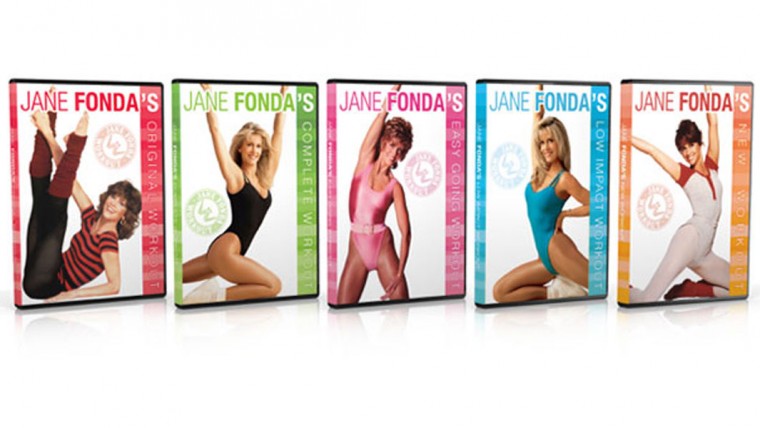 JANE FONDA'S
ORIGINAL WORKOUT
JANE FONDA'S
COMPLETE WORKOUT
JANE FONDA'S
EASY GOING WORKOUT
JANE FONDA'S
LOW IMPACT WORKOUT
JANE FONDA'S
NEW WORKOUT